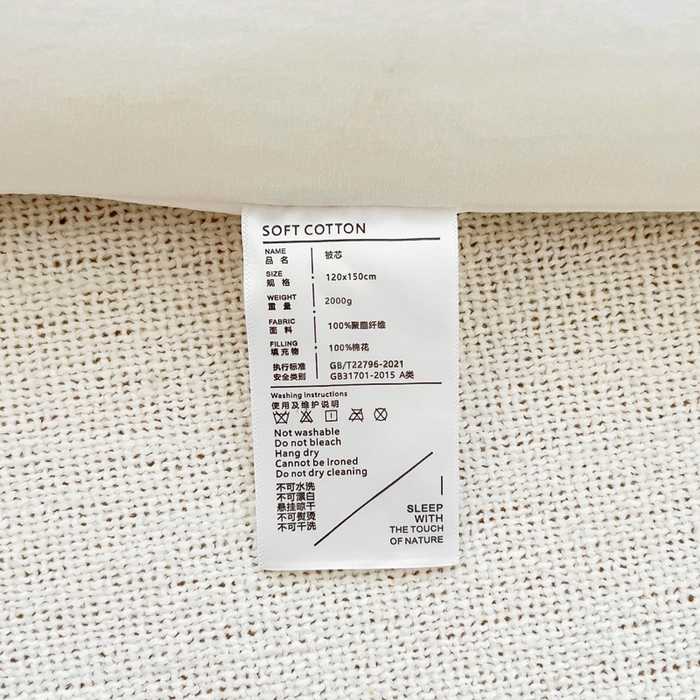 SOFT COTTON
NAME
品 名
被芯
SIZE
规 格
120x150cm
WEIGHT
重 量
2000g
FABRIC
面 料
100%聚酯纤维
FILLING
填充物
100%棉花
执行标准
GB/T22796-2021
安全类别
GB31701-2015 A类
Washing Instructions
使用及维护说明
Not washable
Do not bleach
Hang dry
Cannot be Ironed
Do not dry cleaning
不可水洗
不可漂白
悬挂晾干
不可熨烫
不可干洗
SLEEP
WITH
THE TOUCH
OF NATURE